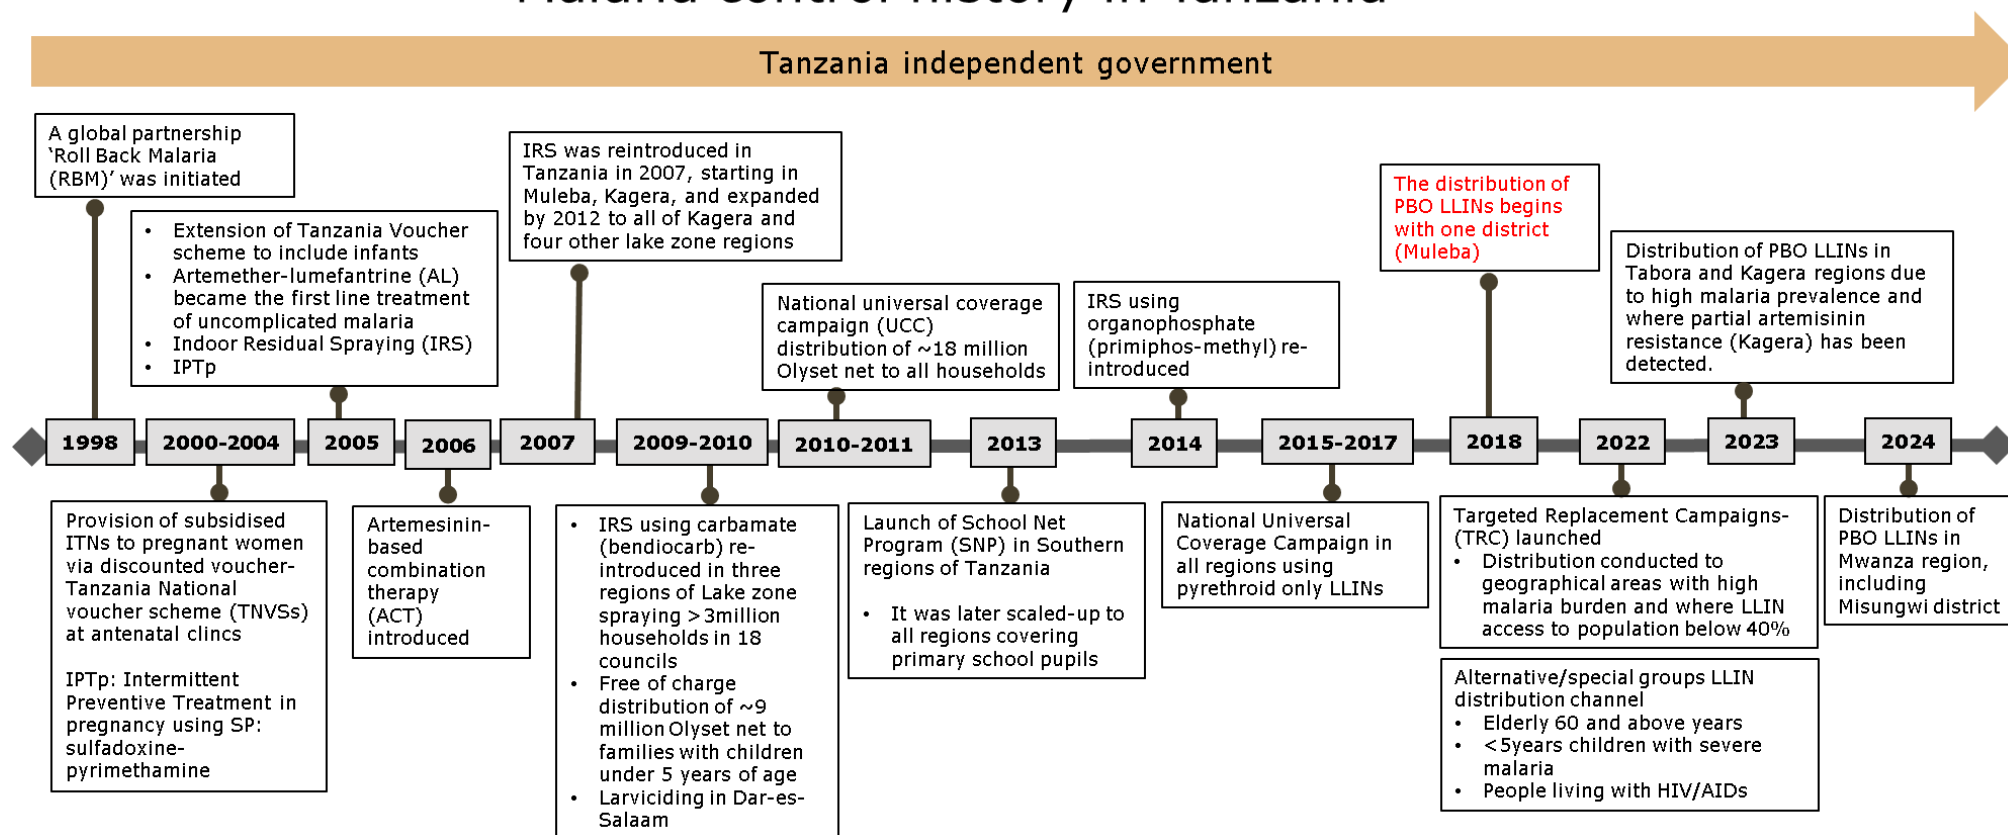 Malaria control history in Tanzania
Tanzania independent government
A global partnership
‘Roll Back Malaria
(RBM)’ was initiated
• Extension of Tanzania Voucher
scheme to include infants
• Artemether-lumefantrine (AL)
became the first line treatment
of uncomplicated malaria
• Indoor Residual Spraying (IRS)
• IPTp
IRS was reintroduced in
Tanzania in 2007, starting in
Muleba, Kagera, and expanded
by 2012 to all of Kagera and
four other lake zone regions
National universal coverage
campaign (UCC)
distribution of ~18 million
Olyset net to all households
IRS using
organophosphate
(primiphos-methyl) re-
introduced
The distribution of
PBO LLINs begins
with one district
(Muleba)
Distribution of PBO LLINs in
Tabora and Kagera regions due
to high malaria prevalence and
where partial artemisinin
resistance (Kagera) has been
detected.
1998
2000-2004
2005
2006
2007
2009-2010
2010-2011
2013
2014
2015-2017
2018
2022
2023
2024
Provision of subsidised
ITNs to pregnant women
via discounted voucher-
Tanzania National
voucher scheme (TNVSs)
at antenatal clincs
IPTp: Intermittent
Preventive Treatment in
pregnancy using SP:
sulfadoxine-
pyrimethamine
Artemesinin-
based
combination
therapy
(ACT)
introduced
• IRS using carbamate
(bendiocarb) re-
introduced in three
regions of Lake zone
spraying >3million
households in 18
councils
• Free of charge
distribution of ~9
million Olyset net to
families with children
under 5 years of age
• Larviciding in Dar-es-
Salaam
Launch of School Net
Program (SNP) in Southern
regions of Tanzania
• It was later scaled-up to
all regions covering
primary school pupils
National Universal
Coverage Campaign in
all regions using
pyrethroid only LLINs
Targeted Replacement Campaigns-
(TRC) launched
• Distribution conducted to
geographical areas with high
malaria burden and where LLIN
access to population below 40%
Alternative/special groups LLIN
distribution channel
• Elderly 60 and above years
• <5years children with severe
malaria
• People living with HIV/AIDs
Distribution of
PBO LLINs in
Mwanza region,
including
Misungwi district